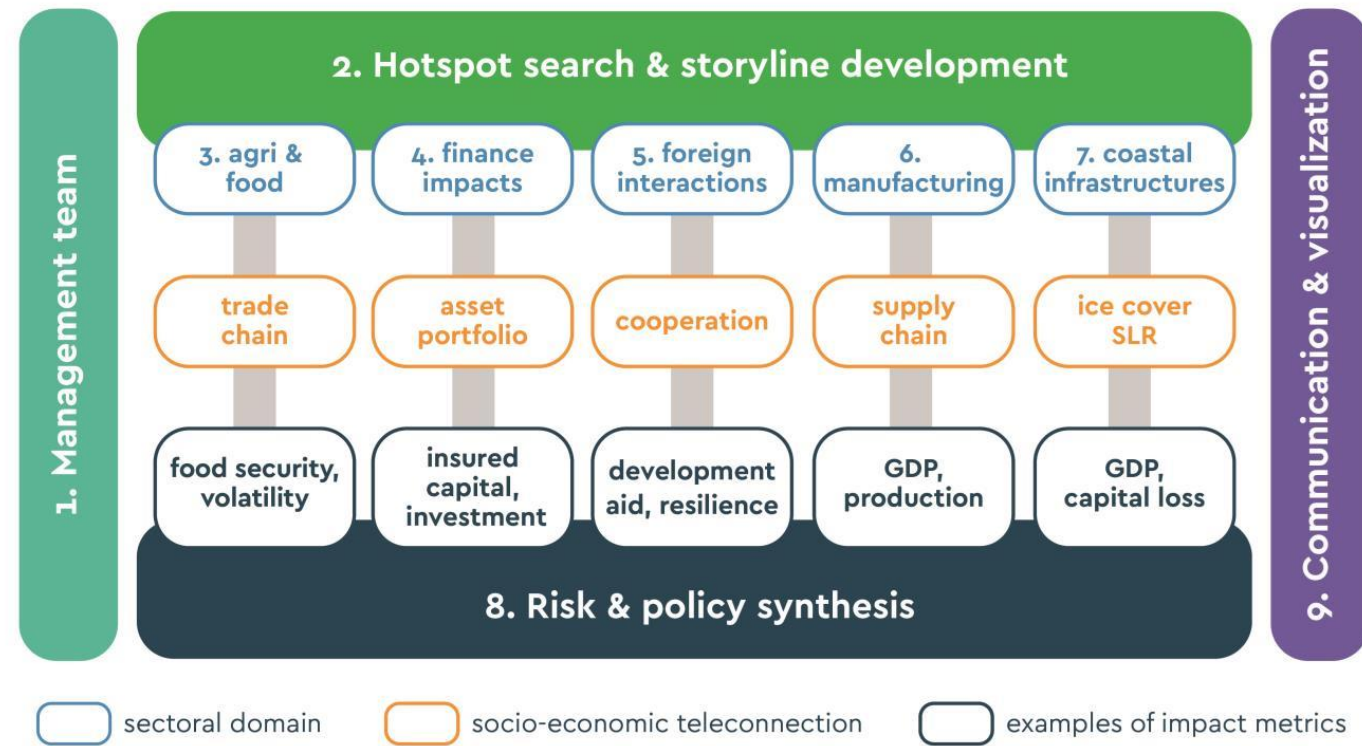 1. Management team
2. Hotspot search & storyline development
3. agri &
food
4. finance
impacts
5. foreign
interactions
6.
manufacturing
7. coastal
infrastructures
trade
chain
asset
portfolio
cooperation
supply
chain
ice cover
SLR
food security,
volatility
insured
capital,
investment
development
aid, resilience
GDP,
production
GDP,
capital loss
8. Risk & policy synthesis
9. Communication & visualization
sectoral domain
socio-economic teleconnection
examples of impact metrics